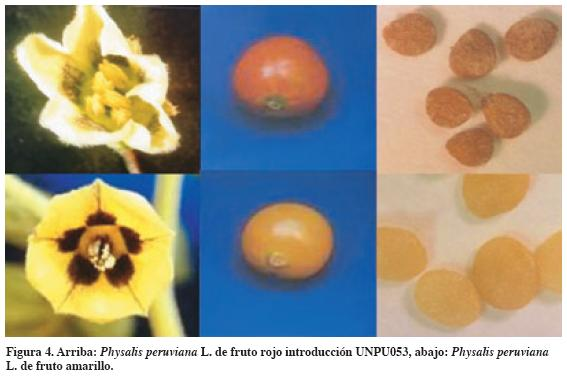 Figura 4. Arriba: Physalis peruviana L. de fruto rojo introducción UNPU053, abajo: Physalis peruviana
L. de fruto amarillo.